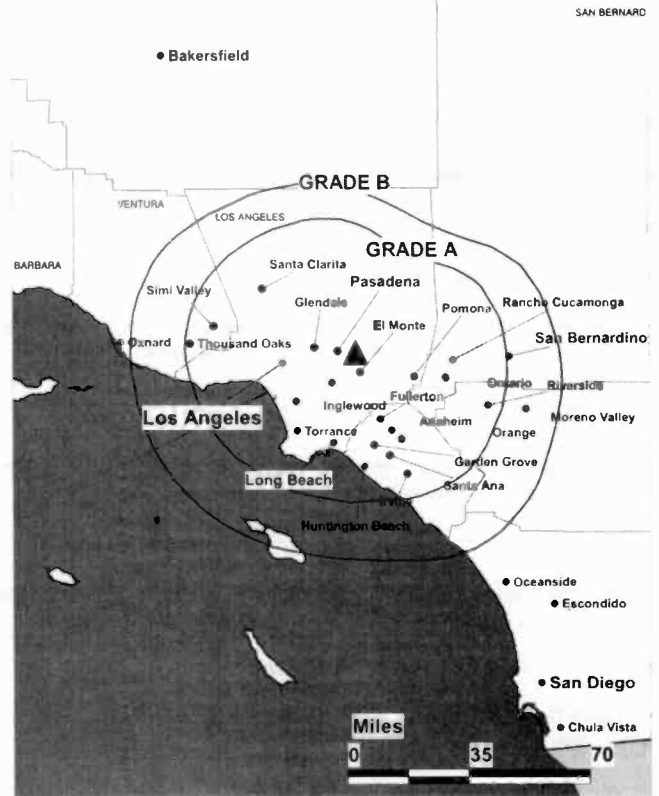 SAN BERNARD
Bakersfield
GRADE B
VENTURA
LOS ANGELES
GRADE A
BARBARA
Santa Clarita
Pasadena
Simi Valley
Glendale
Pomona
Rancho Cucamonga
El Monte
San Bernardino
Oxnard
Thousand Oaks
Ontario
Riverside
Fullerton
Inglewood
Los Angeles
Anaheim
Moreno Valley
Torrance
Orange
Garden Grove
Long Beach
Santa Ana
Irvine
Huntington Beach
Oceanside
Escondido
San Diego
Miles
Chula Vista
0 35 70